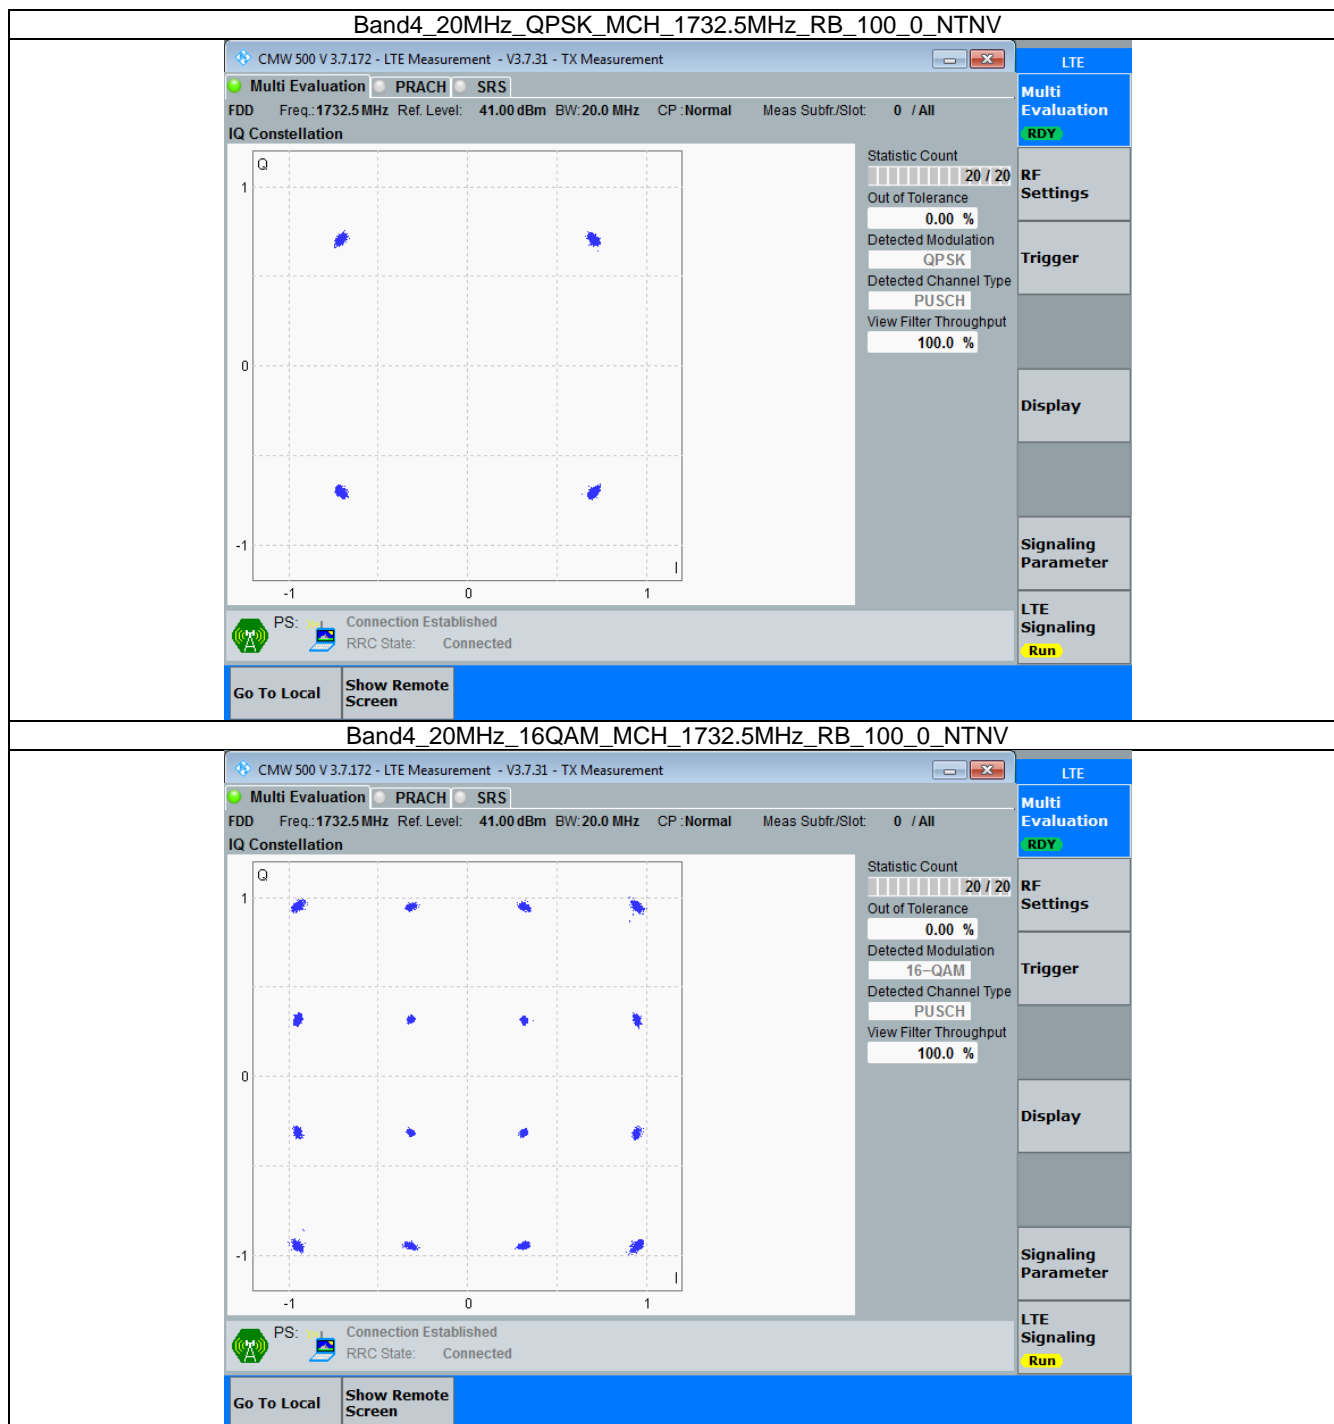 Band4_20MHz_QPSK_MCH_1732.5MHz_RB_100_0_NTNV
CMW 500 V 3.7.172 - LTE Measurement - V3.7.31 - TX Measurement
LTE
Multi Evaluation PRACH SRS
Multi
Evaluation
RDY
FDD Freq.:1732.5 MHz Ref. Level: 41.00 dBm BW:20.0 MHz CP :Normal Meas Subfr./Slot: 0 / All
IQ Constellation
Q
1
0
-1
-1 0 1
I
Statistic Count
20 / 20
Out of Tolerance
0.00 %
Detected Modulation
QPSK
Detected Channel Type
PUSCH
View Filter Throughput
100.0 %
RF
Settings
Trigger
Display
Signaling
Parameter
LTE
Signaling
Run
PS: Connection Established
RRC State: Connected
Go To Local
Show Remote
Screen
Band4_20MHz_16QAM_MCH_1732.5MHz_RB_100_0_NTNV
CMW 500 V 3.7.172 - LTE Measurement - V3.7.31 - TX Measurement
LTE
Multi Evaluation PRACH SRS
Multi
Evaluation
RDY
FDD Freq.:1732.5 MHz Ref. Level: 41.00 dBm BW:20.0 MHz CP :Normal Meas Subfr./Slot: 0 / All
IQ Constellation
Q
1
0
-1
-1 0 1
I
Statistic Count
20 / 20
Out of Tolerance
0.00 %
Detected Modulation
16-QAM
Detected Channel Type
PUSCH
View Filter Throughput
100.0 %
RF
Settings
Trigger
Display
Signaling
Parameter
LTE
Signaling
Run
PS: Connection Established
RRC State: Connected
Go To Local
Show Remote
Screen